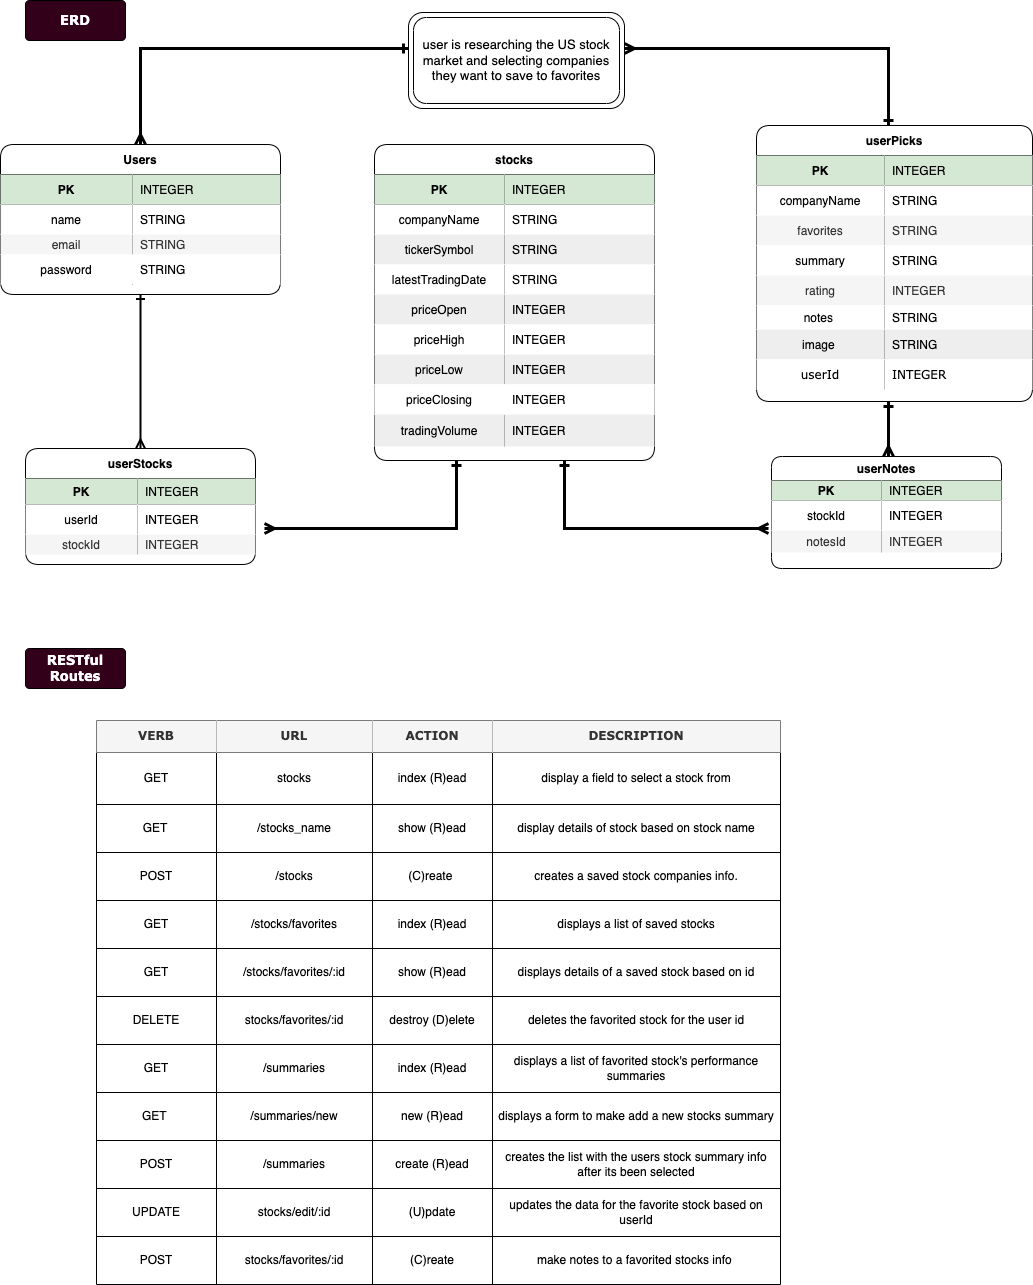 ERD
user is researching the US stock
market and selecting companies
they want to save to favorites
Users
PK INTEGER
name STRING
email STRING
password STRING
stocks
PK INTEGER
companyName STRING
tickerSymbol STRING
latestTradingDate STRING
priceOpen INTEGER
priceHigh INTEGER
priceLow INTEGER
priceClosing INTEGER
tradingVolume INTEGER
userPicks
PK INTEGER
companyName STRING
favorites STRING
summary STRING
rating INTEGER
notes STRING
image STRING
userId INTEGER
userStocks
PK INTEGER
userId INTEGER
stockId INTEGER
userNotes
PK INTEGER
stockId INTEGER
notesId INTEGER
RESTful
Routes
VERB URL ACTION DESCRIPTION
GET stocks index (R)ead display a field to select a stock from
GET /stocks_name show (R)ead display details of stock based on stock name
POST /stocks (C)reate creates a saved stock companies info.
GET /stocks/favorites index (R)ead displays a list of saved stocks
GET /stocks/favorites/:id show (R)ead displays details of a saved stock based on id
DELETE stocks/favorites/:id destroy (D)elete deletes the favorited stock for the user id
GET /summaries index (R)ead displays a list of favorited stock's performance
summaries
GET /summaries/new new (R)ead displays a form to make add a new stocks summary
POST /summaries create (R)ead creates the list with the users stock summary info
after its been selected
UPDATE stocks/edit/:id (U)pdate updates the data for the favorite stock based on
userId
POST stocks/favorites/:id (C)reate make notes to a favorited stocks info